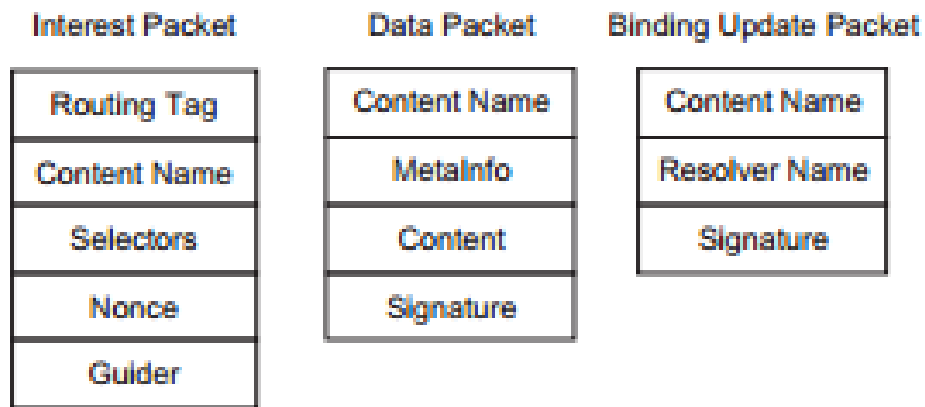 Interest Packet
Routing Tag
Content Name
Selectors
Nonce
Guider
Data Packet
Content Name
MetaInfo
Content
Signature
Binding Update Packet
Content Name
Resolver Name
Signature